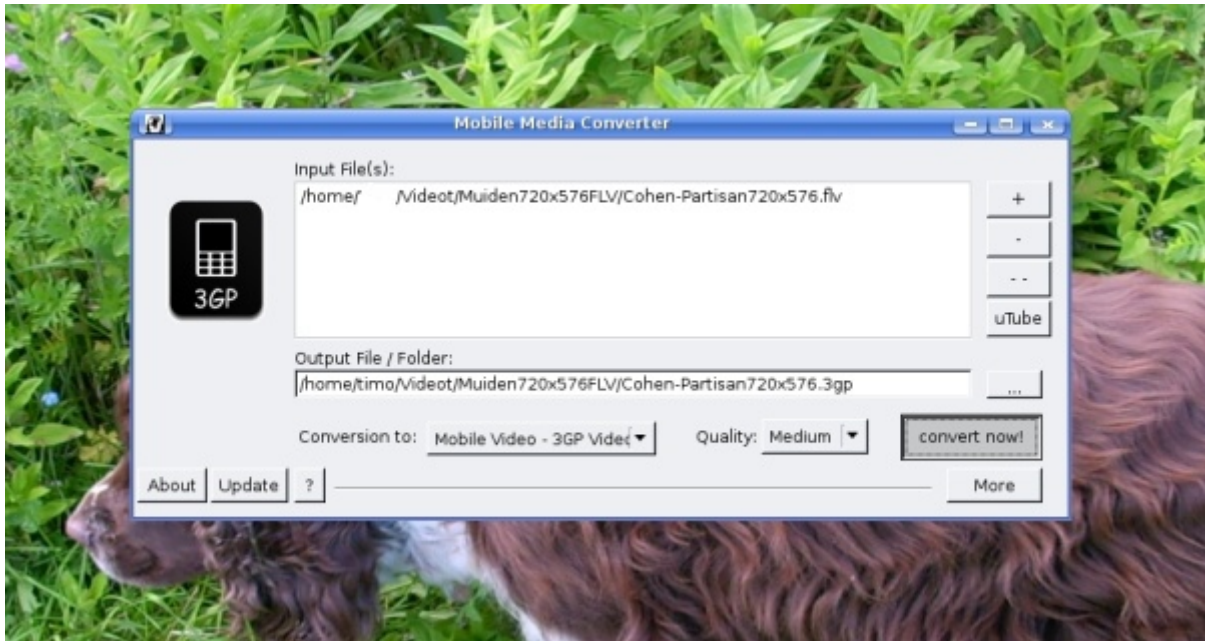 Mobile Media Converter
Input File(s):
/home/ /Videot/Muiden720x576FLV/Cohen-Partisan720x576.flv
+
-
- -
uTube
3GP
Output File / Folder:
/home/timo/Videot/Muiden720x576FLV/Cohen-Partisan720x576.3gp
...
Conversion to: Mobile Video - 3GP Video
Quality: Medium
convert now!
About Update ?
More